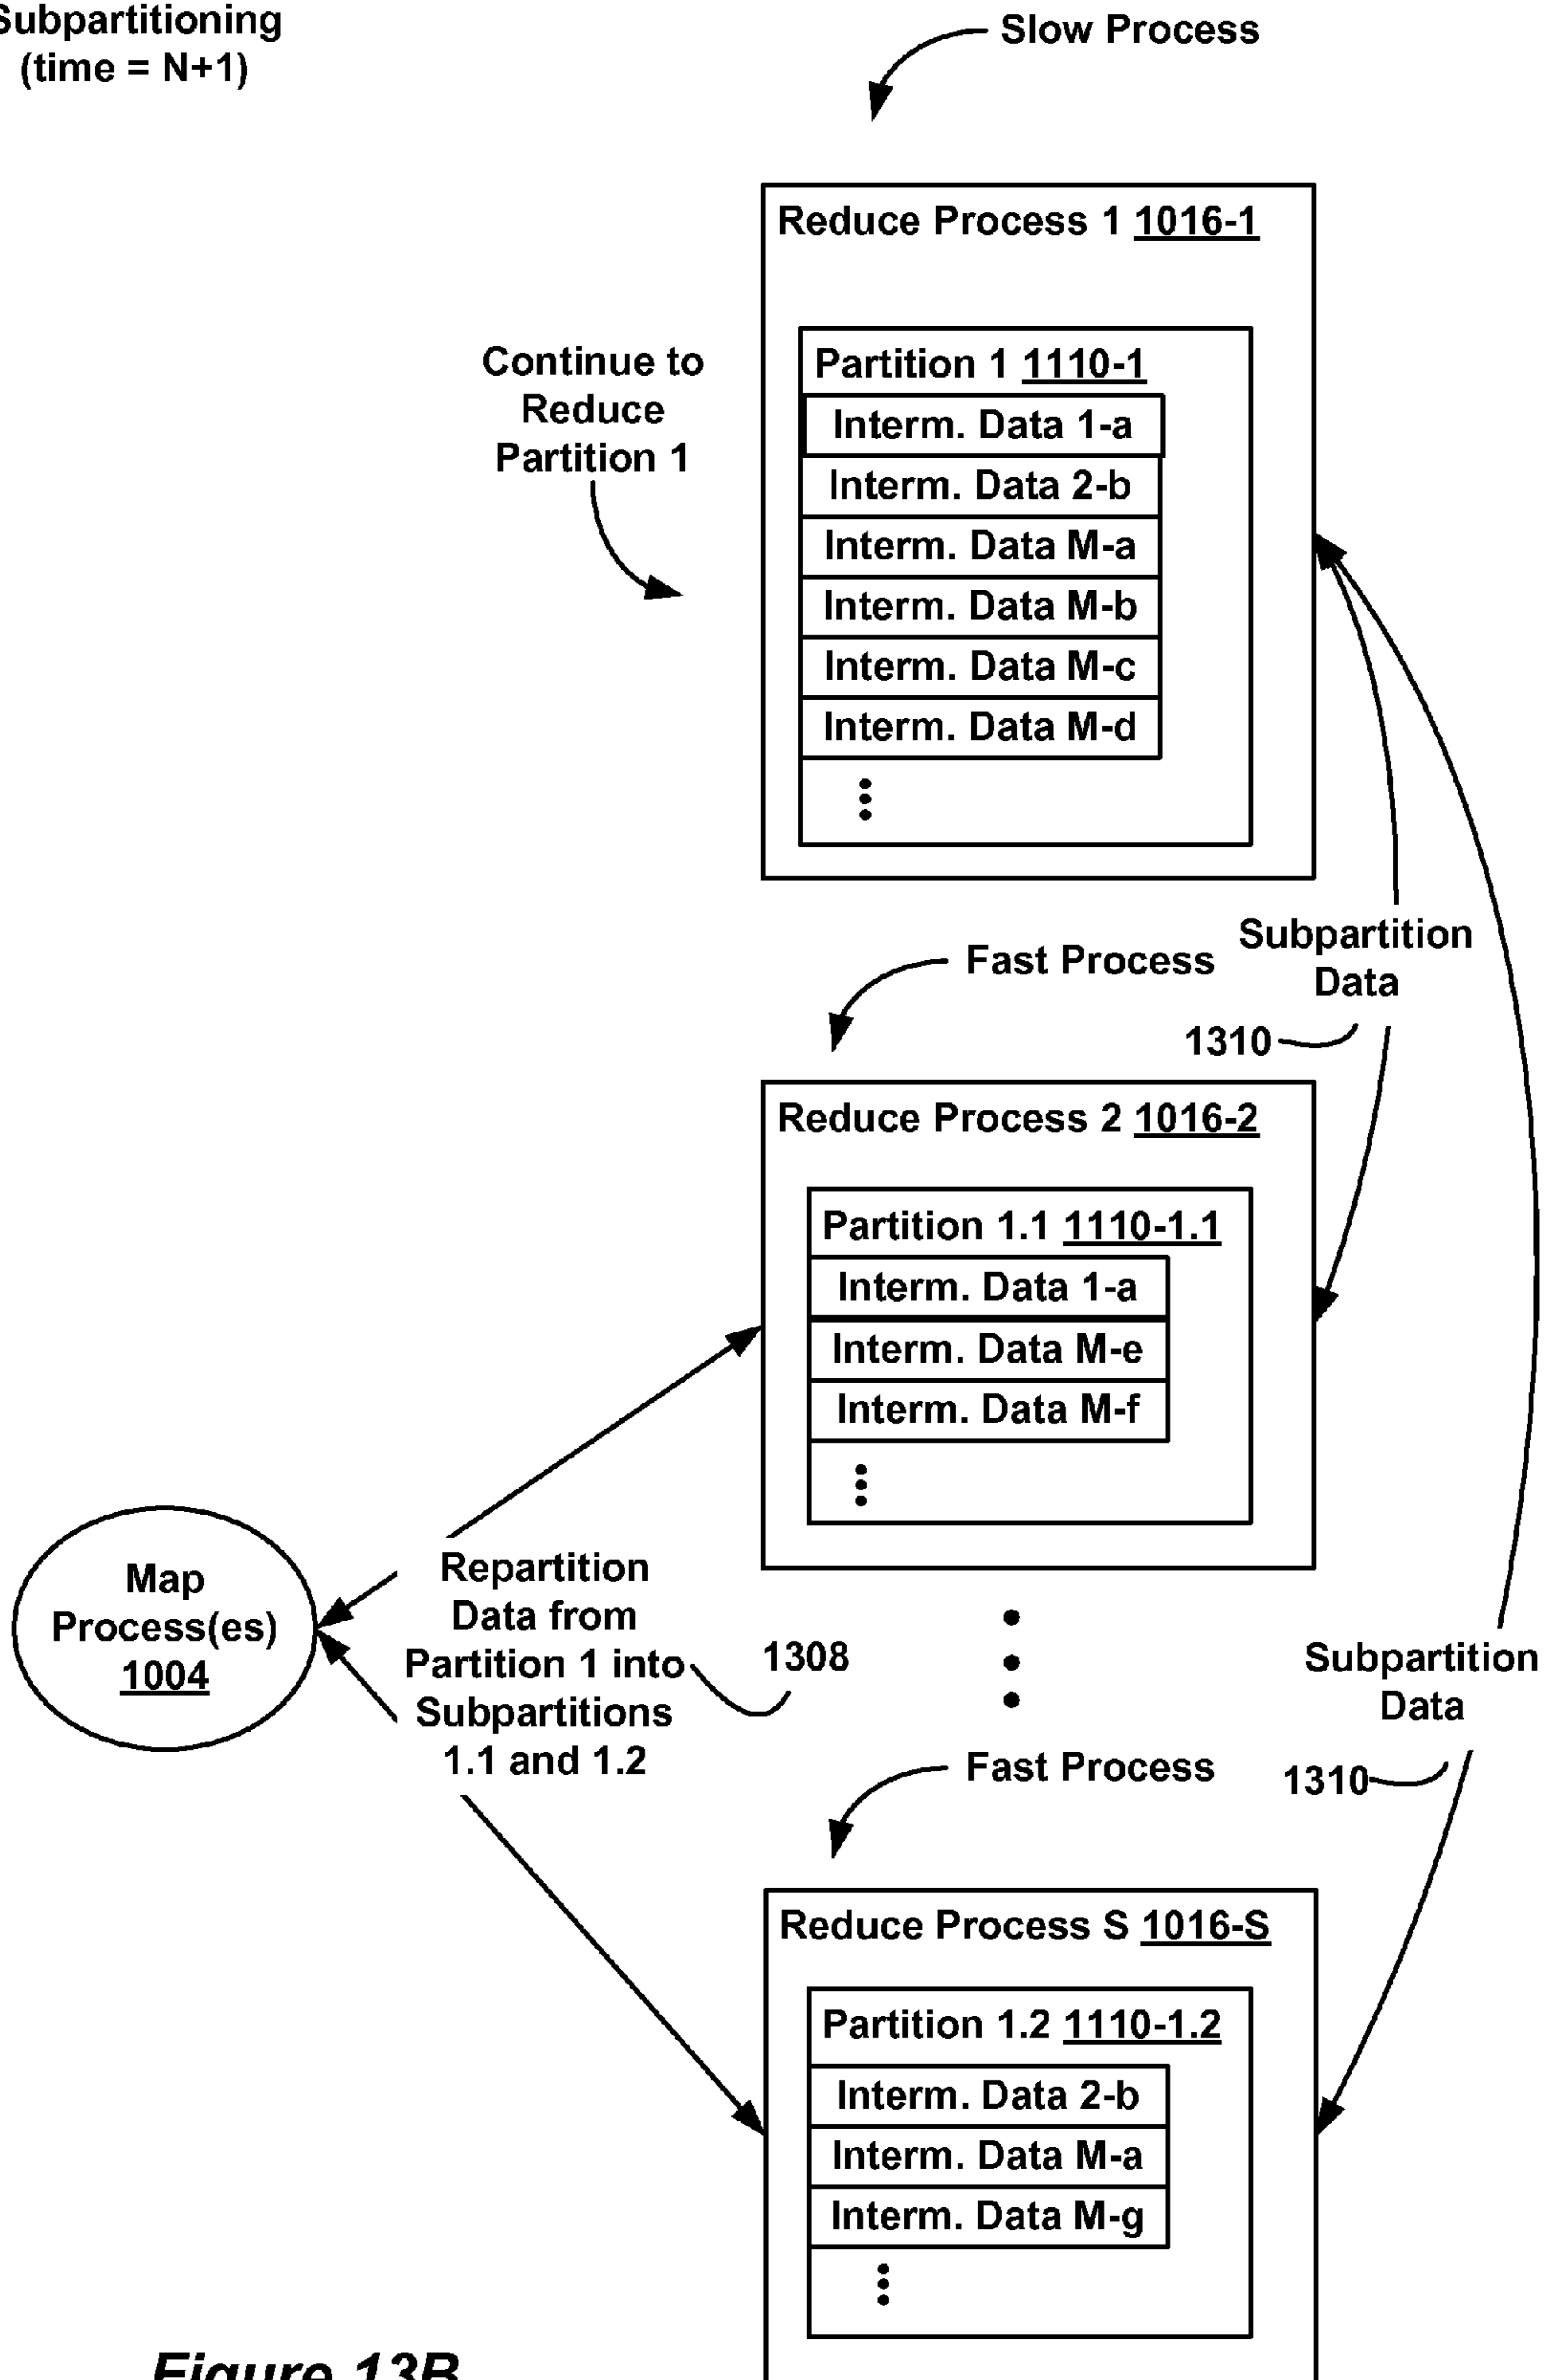 Subpartitioning
(time = N+1)
Slow Process
Reduce Process 1 1016-1
Continue to
Reduce
Partition 1
Partition 1 1110-1
Interm. Data 1-a
Interm. Data 2-b
Interm. Data M-a
Interm. Data M-b
Interm. Data M-c
Interm. Data M-d
Fast Process
Subpartition
Data
1310
Reduce Process 2 1016-2
Partition 1.1 1110-1.1
Interm. Data 1-a
Interm. Data M-e
Interm. Data M-f
Map
Process(es)
1004
Repartition
Data from
Partition 1 into
Subpartitions
1.1 and 1.2
1308
Subpartition
Data
1310
Fast Process
Reduce Process S 1016-S
Partition 1.2 1110-1.2
Interm. Data 2-b
Interm. Data M-a
Interm. Data M-g
Figure 13B